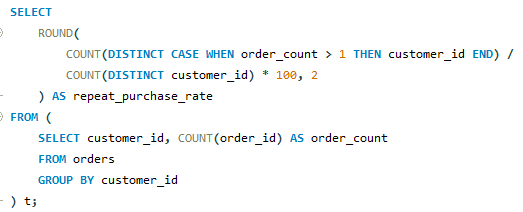 SELECT
ROUND(
COUNT(DISTINCT CASE WHEN order_count > 1 THEN customer_id END) /
COUNT(DISTINCT customer_id) * 100, 2
) AS repeat_purchase_rate
FROM (
SELECT customer_id, COUNT(order_id) AS order_count
FROM orders
GROUP BY customer_id
) t;